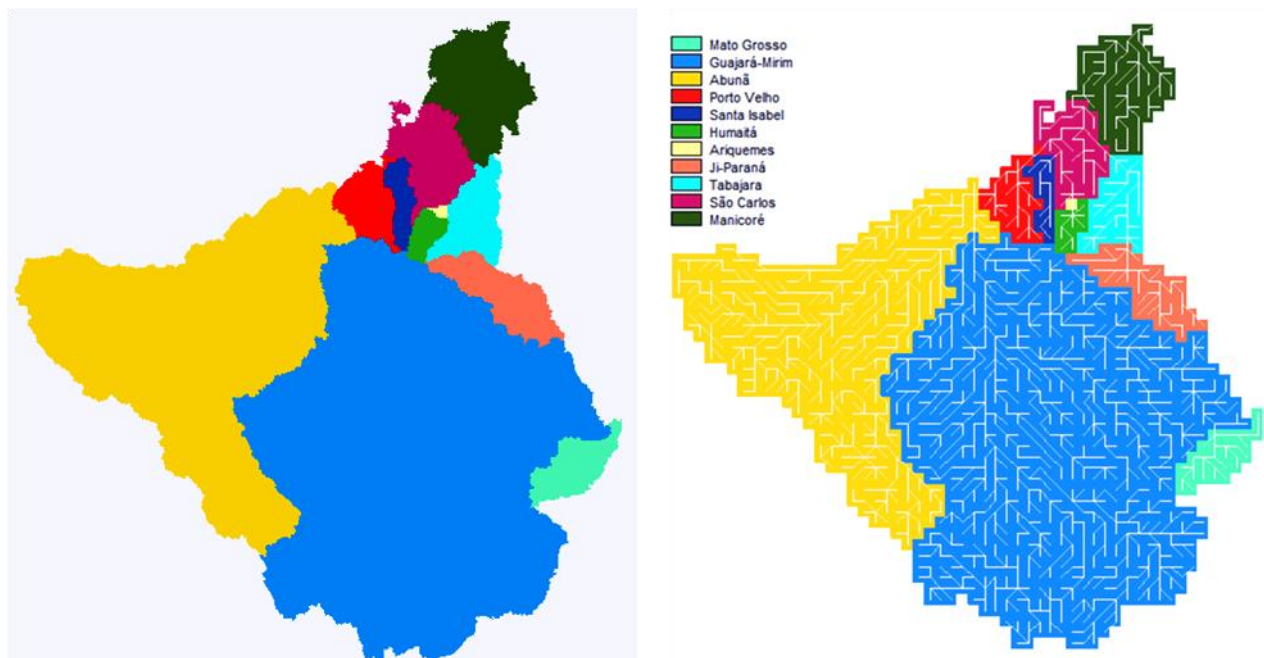 Mato Grosso
Guajará-Mirim
Abunã
Porto Velho
Santa Isabel
Humaitá
Ariquemes
Ji-Paraná
Tabajara
São Carlos
Manicoré